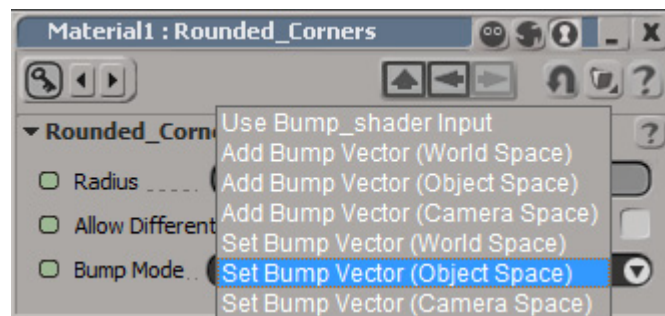 Material1 : Rounded_Corners
Use Bump_shader Input
Rounded_Corn
Add Bump Vector (World Space)
Radius
Add Bump Vector (Object Space)
Allow Different
Add Bump Vector (Camera Space)
Set Bump Vector (World Space)
Bump Mode
Set Bump Vector (Object Space)
Set Bump Vector (Camera Space)